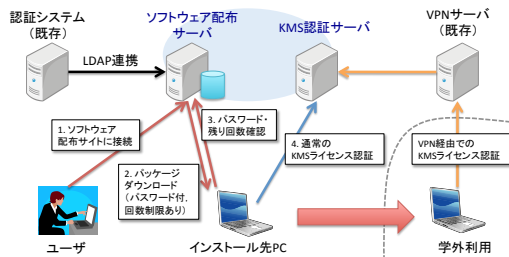 認証システム
(既存)
ソフトウェア配布
サーバ
KMS認証サーバ
VPNサーバ
(既存)
LDAP連携
1. ソフトウェア
配布サイトに接続
3. パスワード・
残り回数確認
2. パッケージ
ダウンロード
(パスワード付,
回数制限あり)
4. 通常の
KMSライセンス認証
VPN経由での
KMSライセンス認証
ユーザ
インストール先PC
学外利用